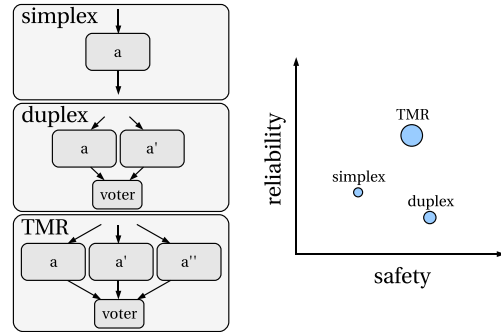 simplex
a
duplex
a a'
voter
TMR
a a' a''
voter
reliability
TMR
simplex
duplex
safety